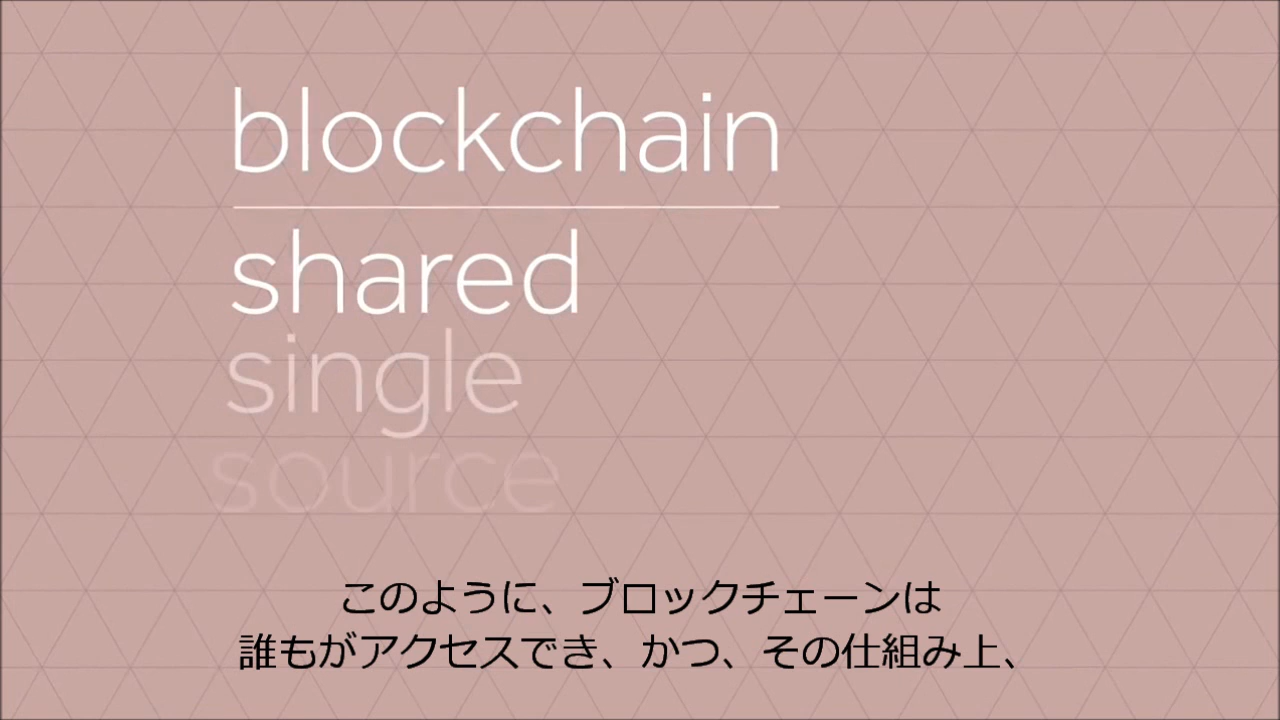 blockchain
shared
single
source
このように、ブロックチェーンは
誰もがアクセスでき、かつ、その仕組み上、